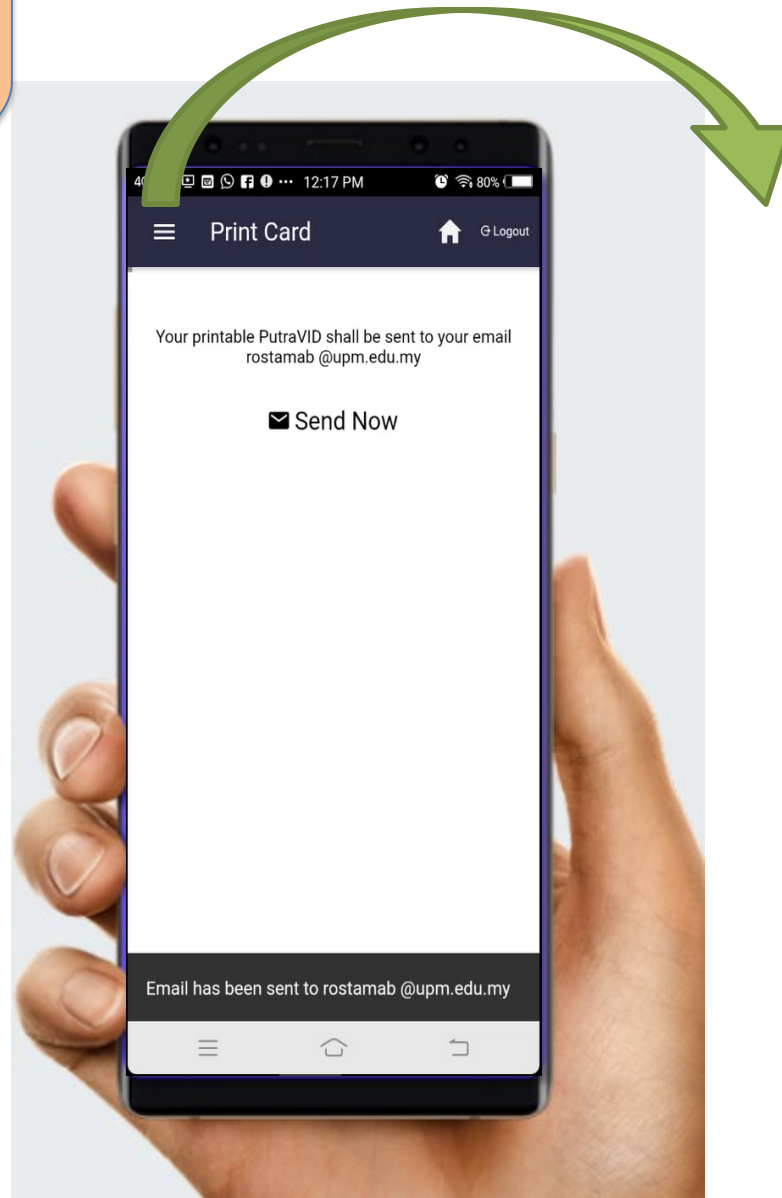 12:17 PM 80%
Print Card Logout
Your printable PutraVID shall be sent to your email
rostamab @upm.edu.my
Send Now
Email has been sent to rostamab @upm.edu.my